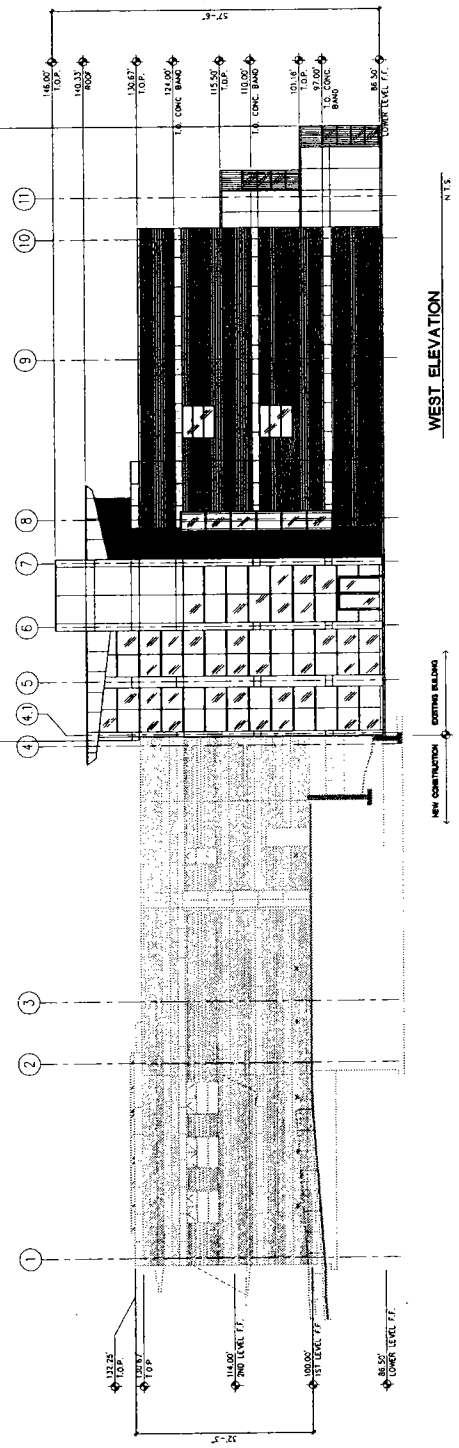 57'-6"
146.00'
T.O.P.
140.33'
ROOF
130.67'
T.O.P.
124.00'
T.O. CONC BAND
115.50'
T.O.P.
110.00'
T.O. CONC. BAND
101.16'
T.O.P.
97.00'
T.O. CONC.
BAND
86.50'
LOWER LEVEL F.F.
11
10
9
8
7
6
5
4.1
4
3
2
1
WEST ELEVATION
N.T.S.
NEW CONSTRUCTION
EXISTING BUILDING
132.25'
T.O.P.
130.67'
T.O.P
114.00'
2ND LEVEL F.F.
100.00'
1ST LEVEL F.F
86.50'
LOWER LEVEL F.F.
32'-3"